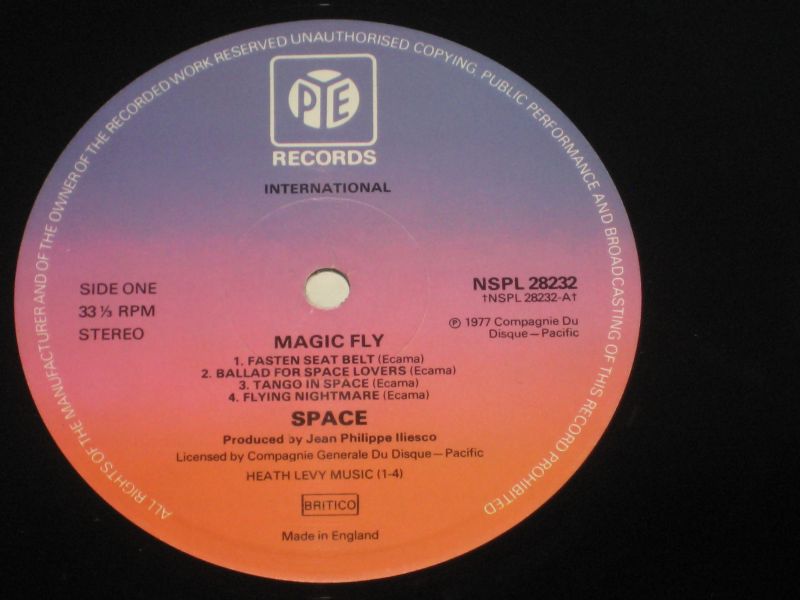 ALL RIGHTS OF THE MANUFACTURER AND OF THE OWNER OF THE RECORDED WORK RESERVED UNAUTHORISED COPYING, PUBLIC PERFORMANCE AND BROADCASTING OF THIS RECORD PROHIBITED
PYE
RECORDS
INTERNATIONAL
SIDE ONE
33 ⅓ RPM
STEREO
NSPL 28232
†NSPL 28232-A†
℗ 1977 Compagnie Du
Disque—Pacific
MAGIC FLY
1. FASTEN SEAT BELT (Ecama)
2. BALLAD FOR SPACE LOVERS (Ecama)
3. TANGO IN SPACE (Ecama)
4. FLYING NIGHTMARE (Ecama)
SPACE
Produced by Jean Philippe Iliesco
Licensed by Compagnie Generale Du Disque—Pacific
HEATH LEVY MUSIC (1-4)
BRITICO
Made in England